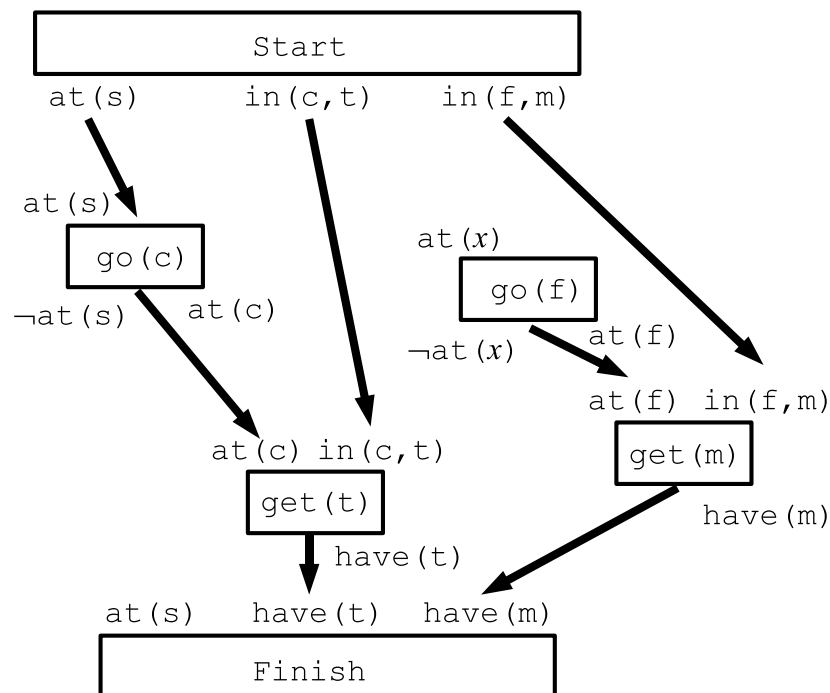 Start
at(s) in(c,t) in(f,m)
at(s)
go(c)
at(x)
go(f)
¬at(s) at(c)
¬at(x) at(f)
at(f) in(f,m)
at(c) in(c,t)
get(m)
get(t)
have(m)
have(t)
at(s) have(t) have(m)
Finish